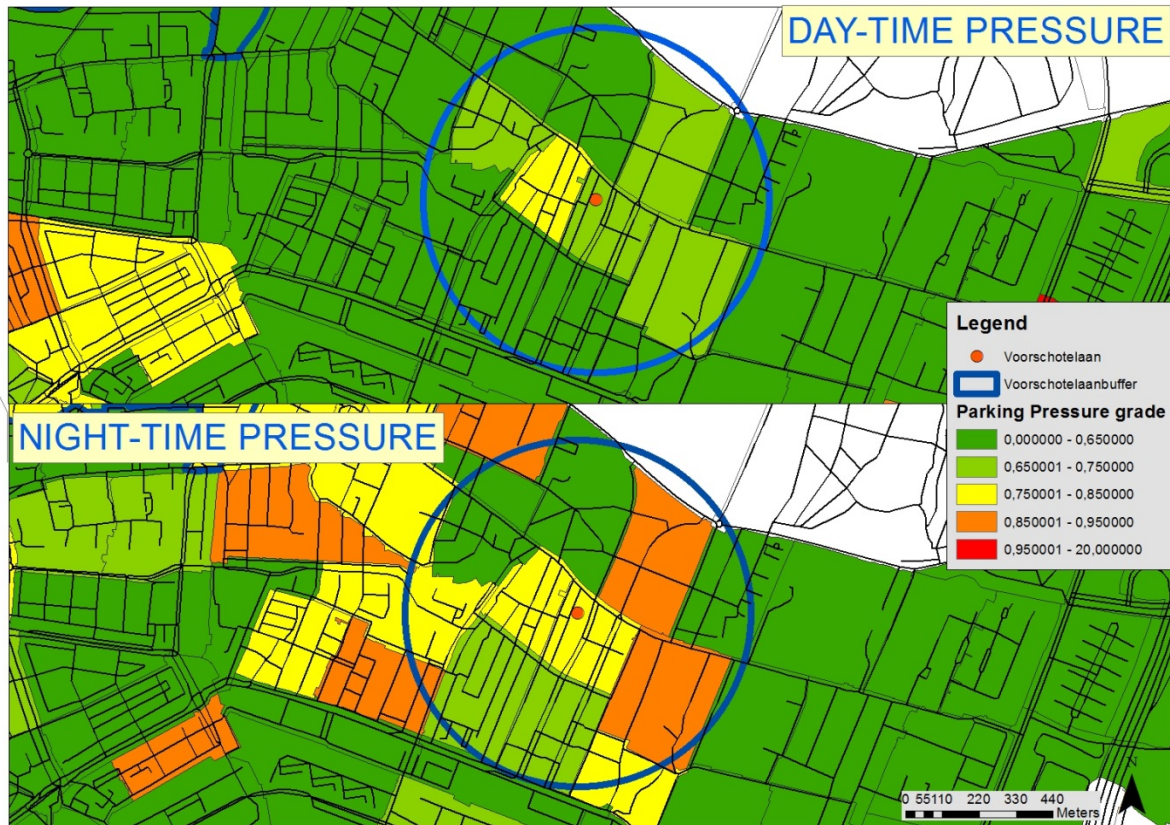 DAY-TIME PRESSURE
Legend
Voorschotelaan
Voorschotelaanbuffer
Parking Pressure grade
0,000000 - 0,650000
0,650001 - 0,750000
0,750001 - 0,850000
0,850001 - 0,950000
0,950001 - 20,000000
NIGHT-TIME PRESSURE
N
0 55110 220 330 440
Meters